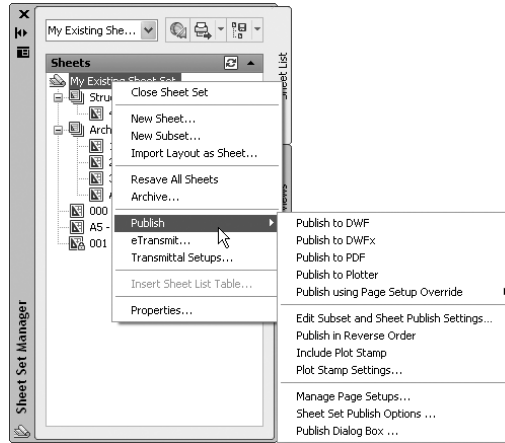 My Existing She...
Sheets
My Existing Sheet Set
Stru
Arch
000
A5 -
001
Sheet List
Sheet Set Manager
Close Sheet Set
New Sheet...
New Subset...
Import Layout as Sheet...
Resave All Sheets
Archive...
Publish
eTransmit...
Transmittal Setups...
Insert Sheet List Table...
Properties...
Publish to DWF
Publish to DWFx
Publish to PDF
Publish to Plotter
Publish using Page Setup Override
Edit Subset and Sheet Publish Settings...
Publish in Reverse Order
Include Plot Stamp
Plot Stamp Settings...
Manage Page Setups...
Sheet Set Publish Options ...
Publish Dialog Box ...